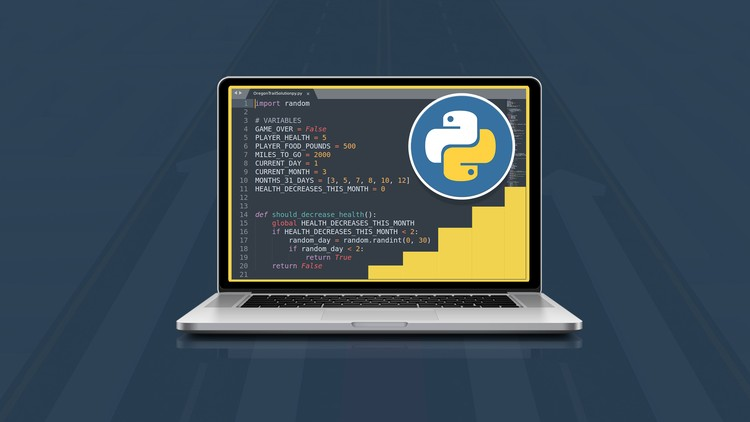 OregonTrailSolutionpy.py ×
1 import random
2
3 # VARIABLES
4 GAME_OVER = False
5 PLAYER_HEALTH = 5
6 PLAYER_FOOD_POUNDS = 500
7 MILES_TO_GO = 2000
8 CURRENT_DAY = 1
9 CURRENT_MONTH = 3
10 MONTHS_31_DAYS = [3, 5, 7, 8, 10, 12]
11 HEALTH_DECREASES_THIS_MONTH = 0
12
13
14 def should_decrease_health():
15 global HEALTH_DECREASES_THIS_MONTH
16 if HEALTH_DECREASES_THIS_MONTH < 2:
17 random_day = random.randint(0, 30)
18 if random_day < 2:
19 return True
20 return False
21